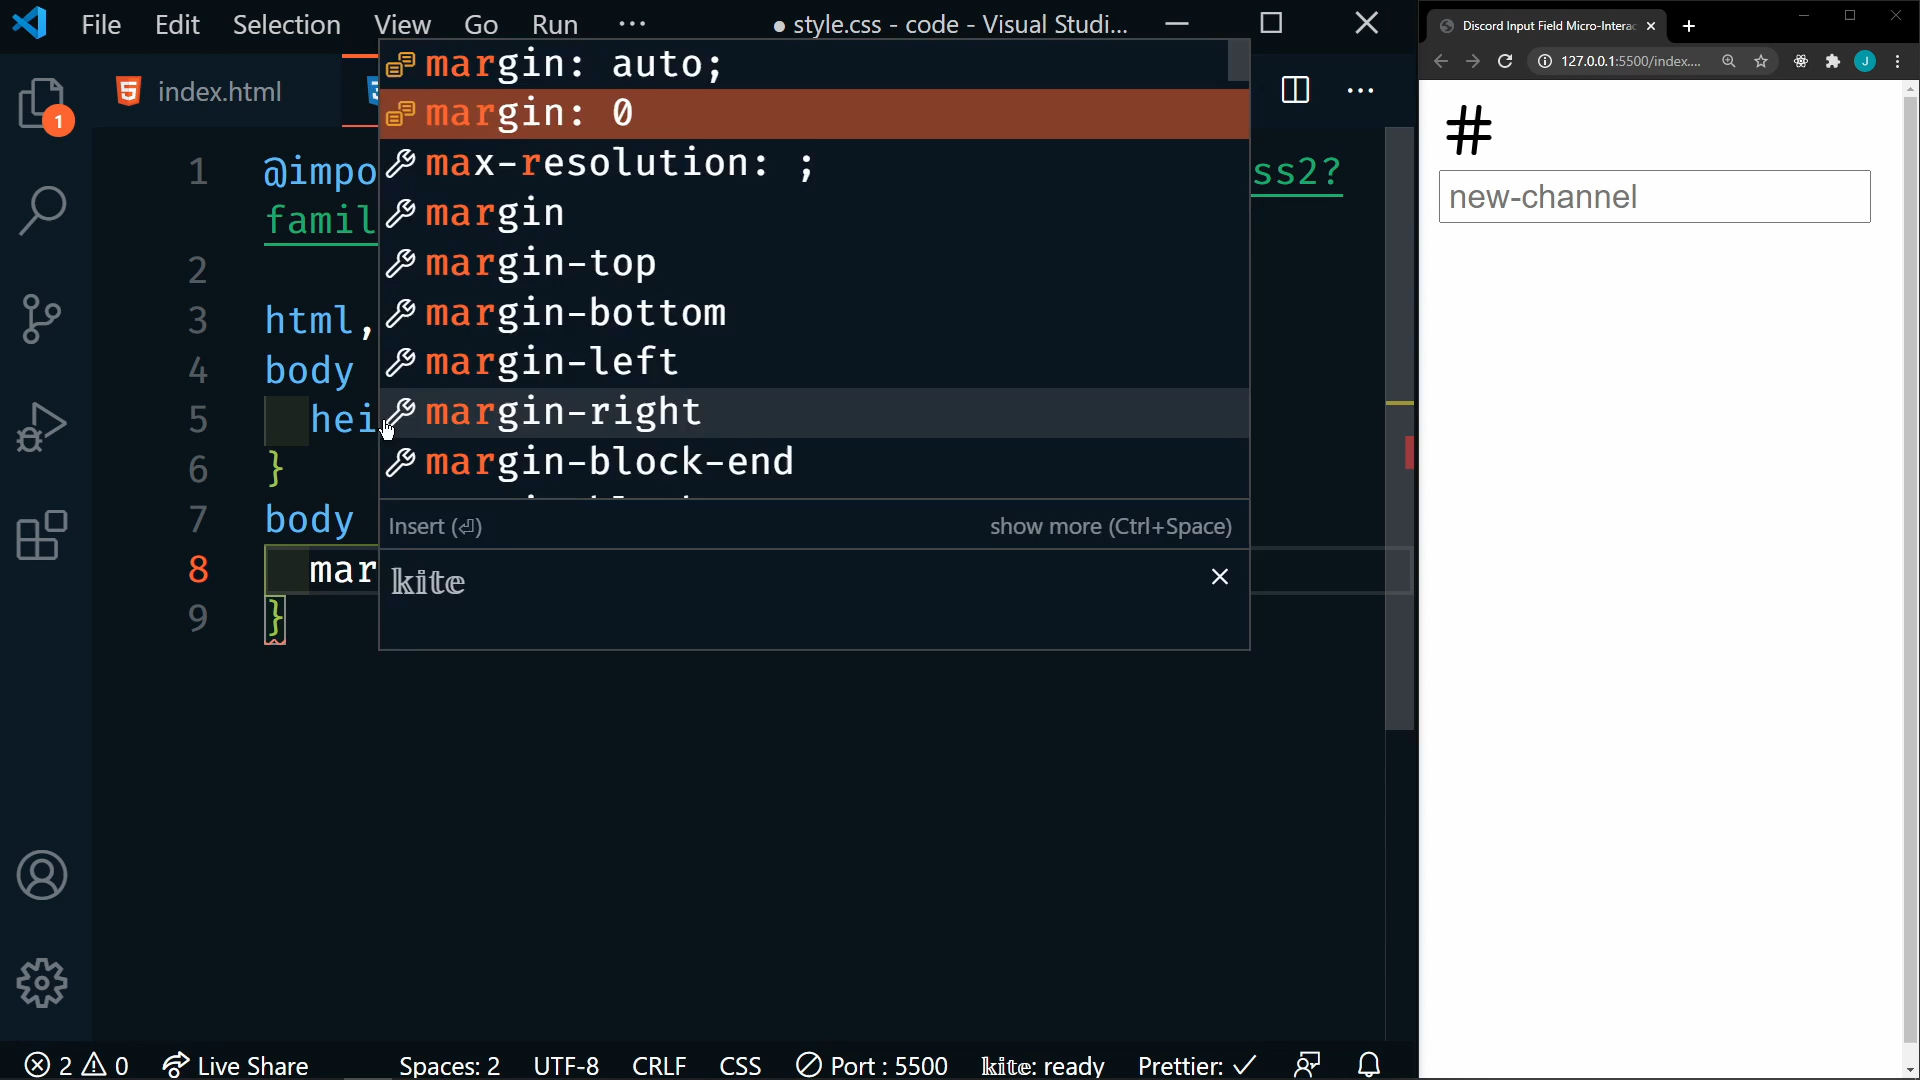 File Edit Selection View Go Run ··· ● style.css - code - Visual Studi...
index.html
1
1 @impo ss2?
famil
2
3 html,
4 body
5 hei
6 }
7 body
8 mar
9 }
margin: auto;
margin: 0
max-resolution: ;
margin
margin-top
margin-bottom
margin-left
margin-right
margin-block-end
Insert (⏎) show more (Ctrl+Space)
kite
2 0 Live Share Spaces: 2 UTF-8 CRLF CSS Port : 5500 kite: ready Prettier: ✓
Discord Input Field Micro-Interac
127.0.0.1:5500/index....
J
#
new-channel